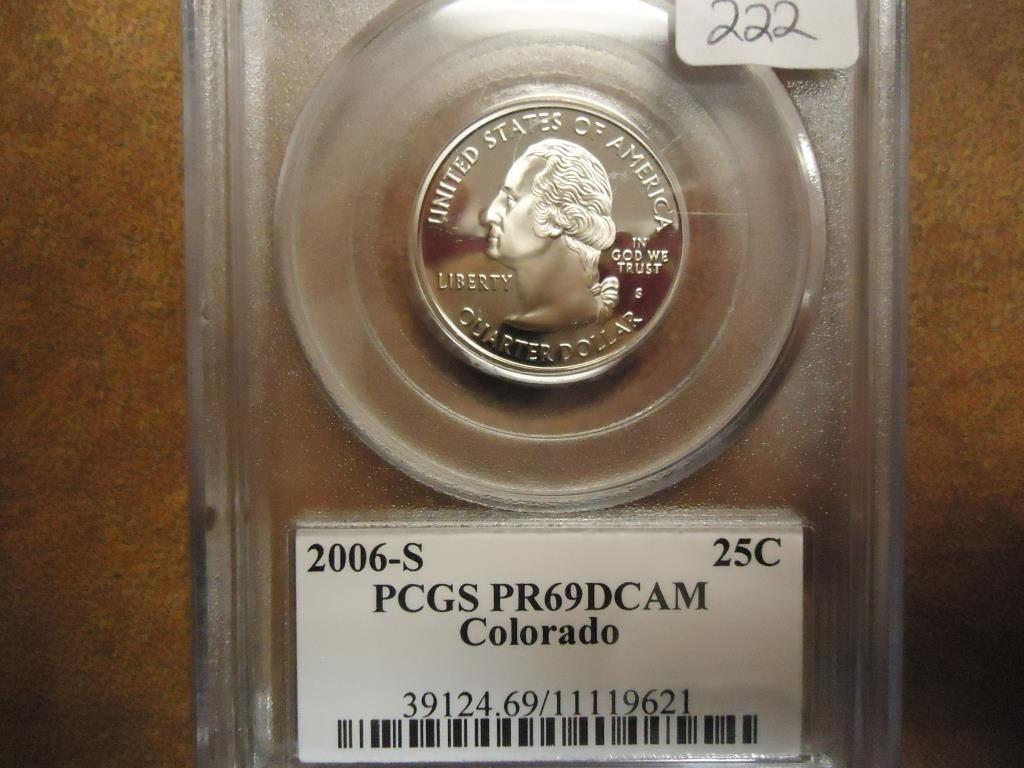 222
UNITED STATES OF AMERICA
IN
GOD WE
TRUST
LIBERTY
S
QUARTER DOLLAR
2006-S 25C
PCGS PR69DCAM
Colorado
39124.69/11119621